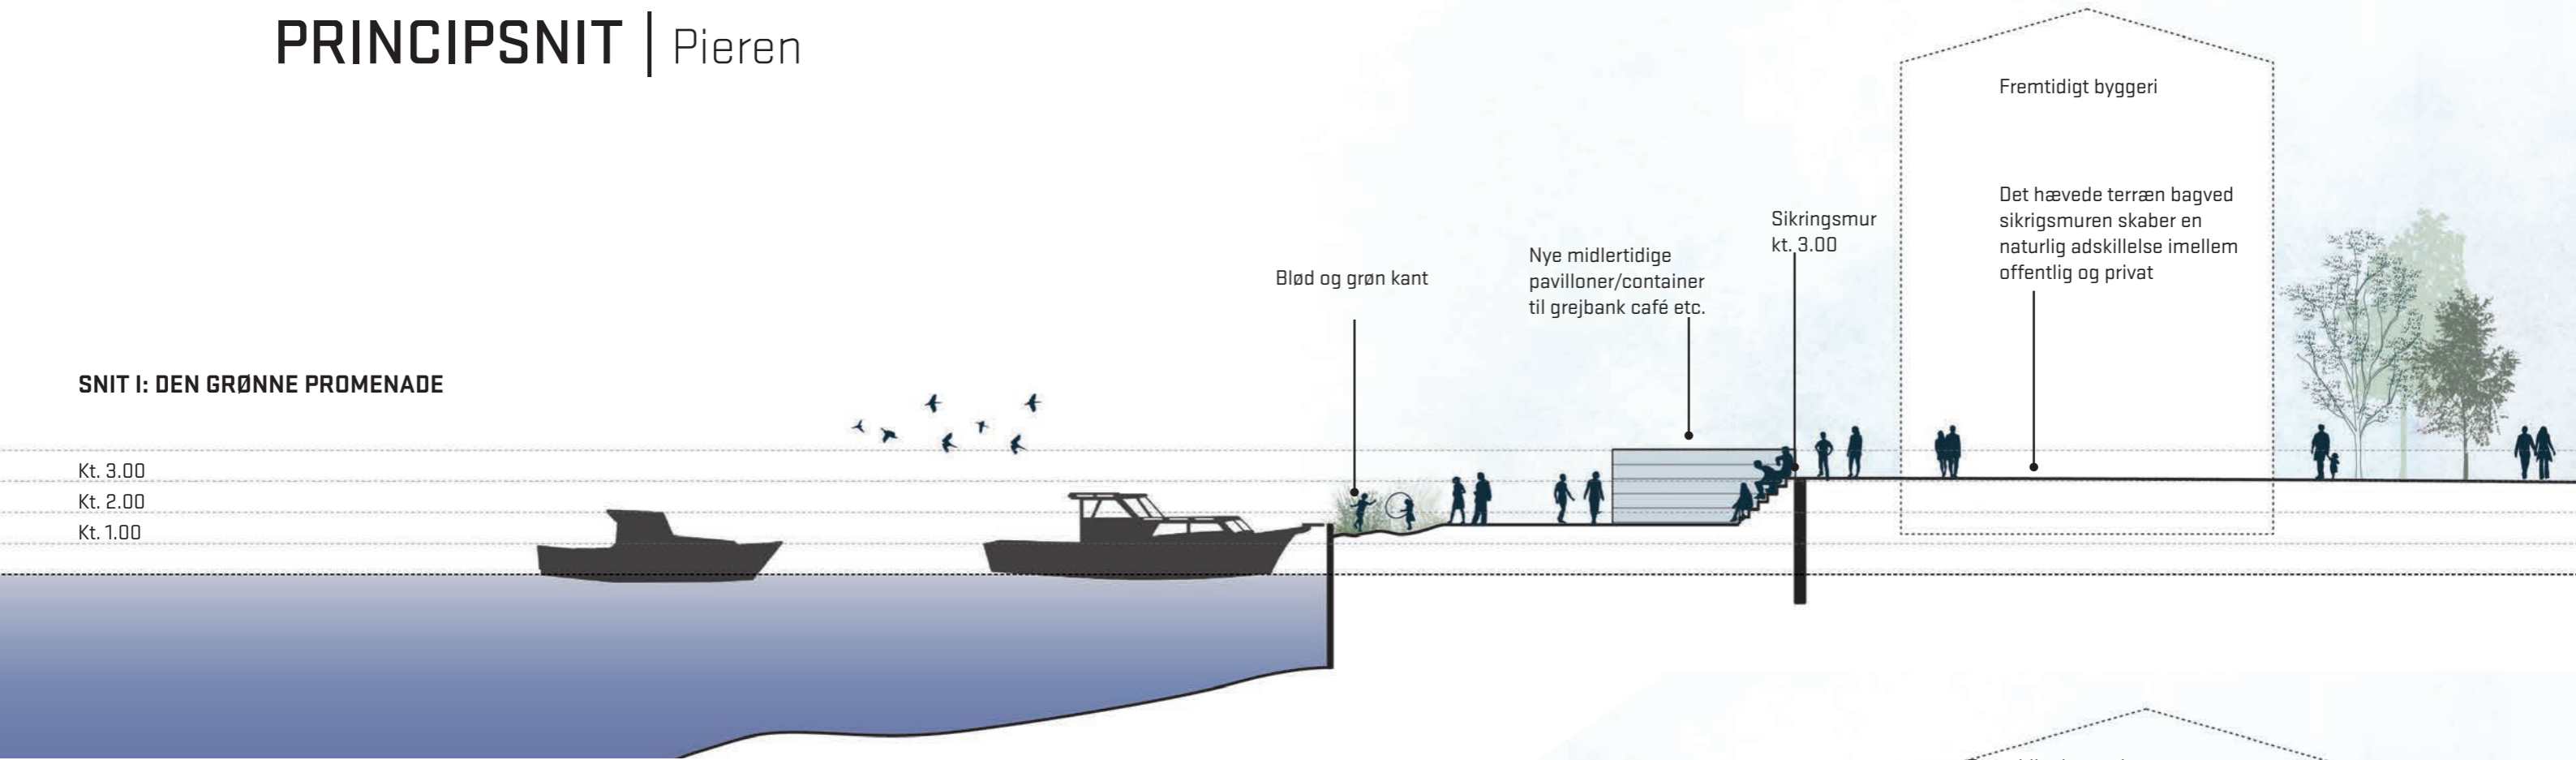 PRINCIPSNIT | Pieren
Fremtidigt byggeri
Det hævede terræn bagved
sikrigsmuren skaber en
naturlig adskillelse imellem
offentlig og privat
Sikringsmur
kt. 3.00
Nye midlertidige
pavilloner/container
til grejbank café etc.
Blød og grøn kant
SNIT I: DEN GRØNNE PROMENADE
Kt. 3.00
Kt. 2.00
Kt. 1.00